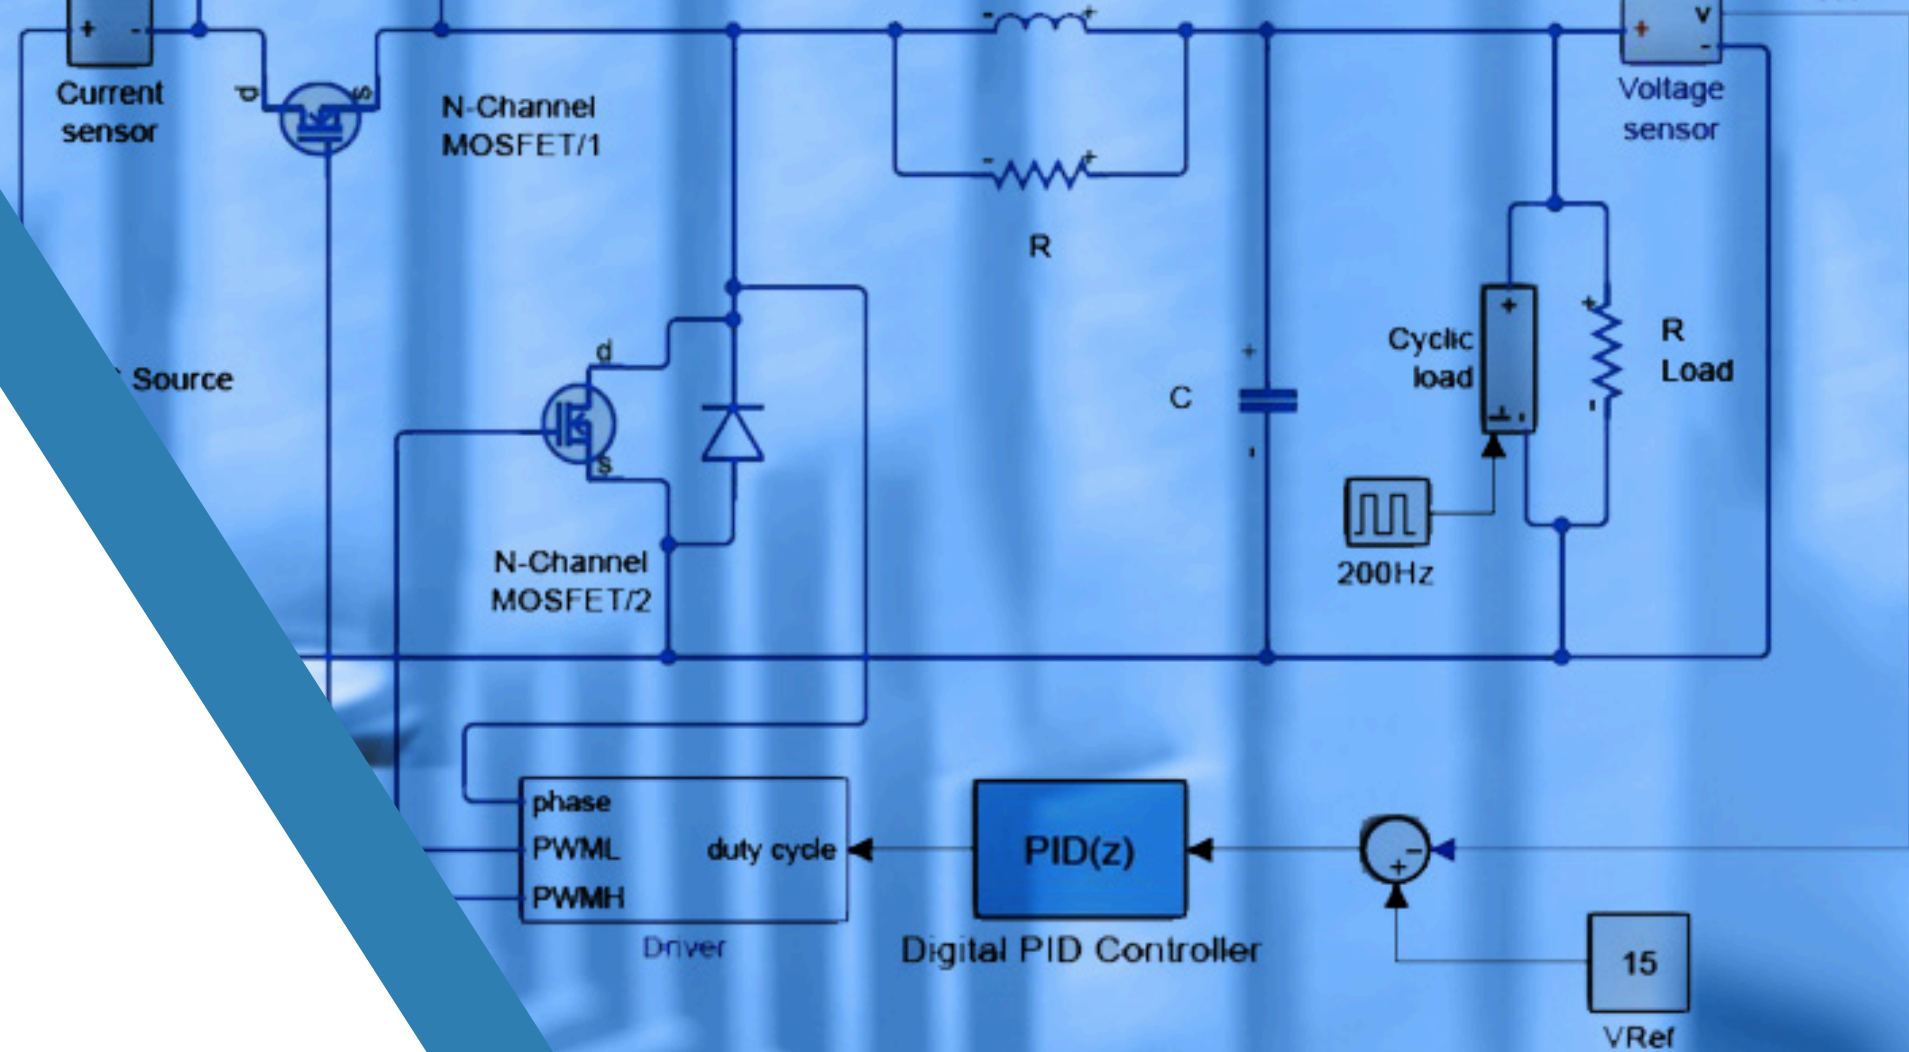 + -
Current
sensor
d
s
N-Channel
MOSFET/1
- +
- +
R
V
+
-
Voltage
sensor
Source
d
s
N-Channel
MOSFET/2
+
C
-
Cyclic
load
+
-
+
-
R
Load
200Hz
phase
PWML
PWMH
duty cycle
Driver
PID(z)
Digital PID Controller
-
+
15
VRef